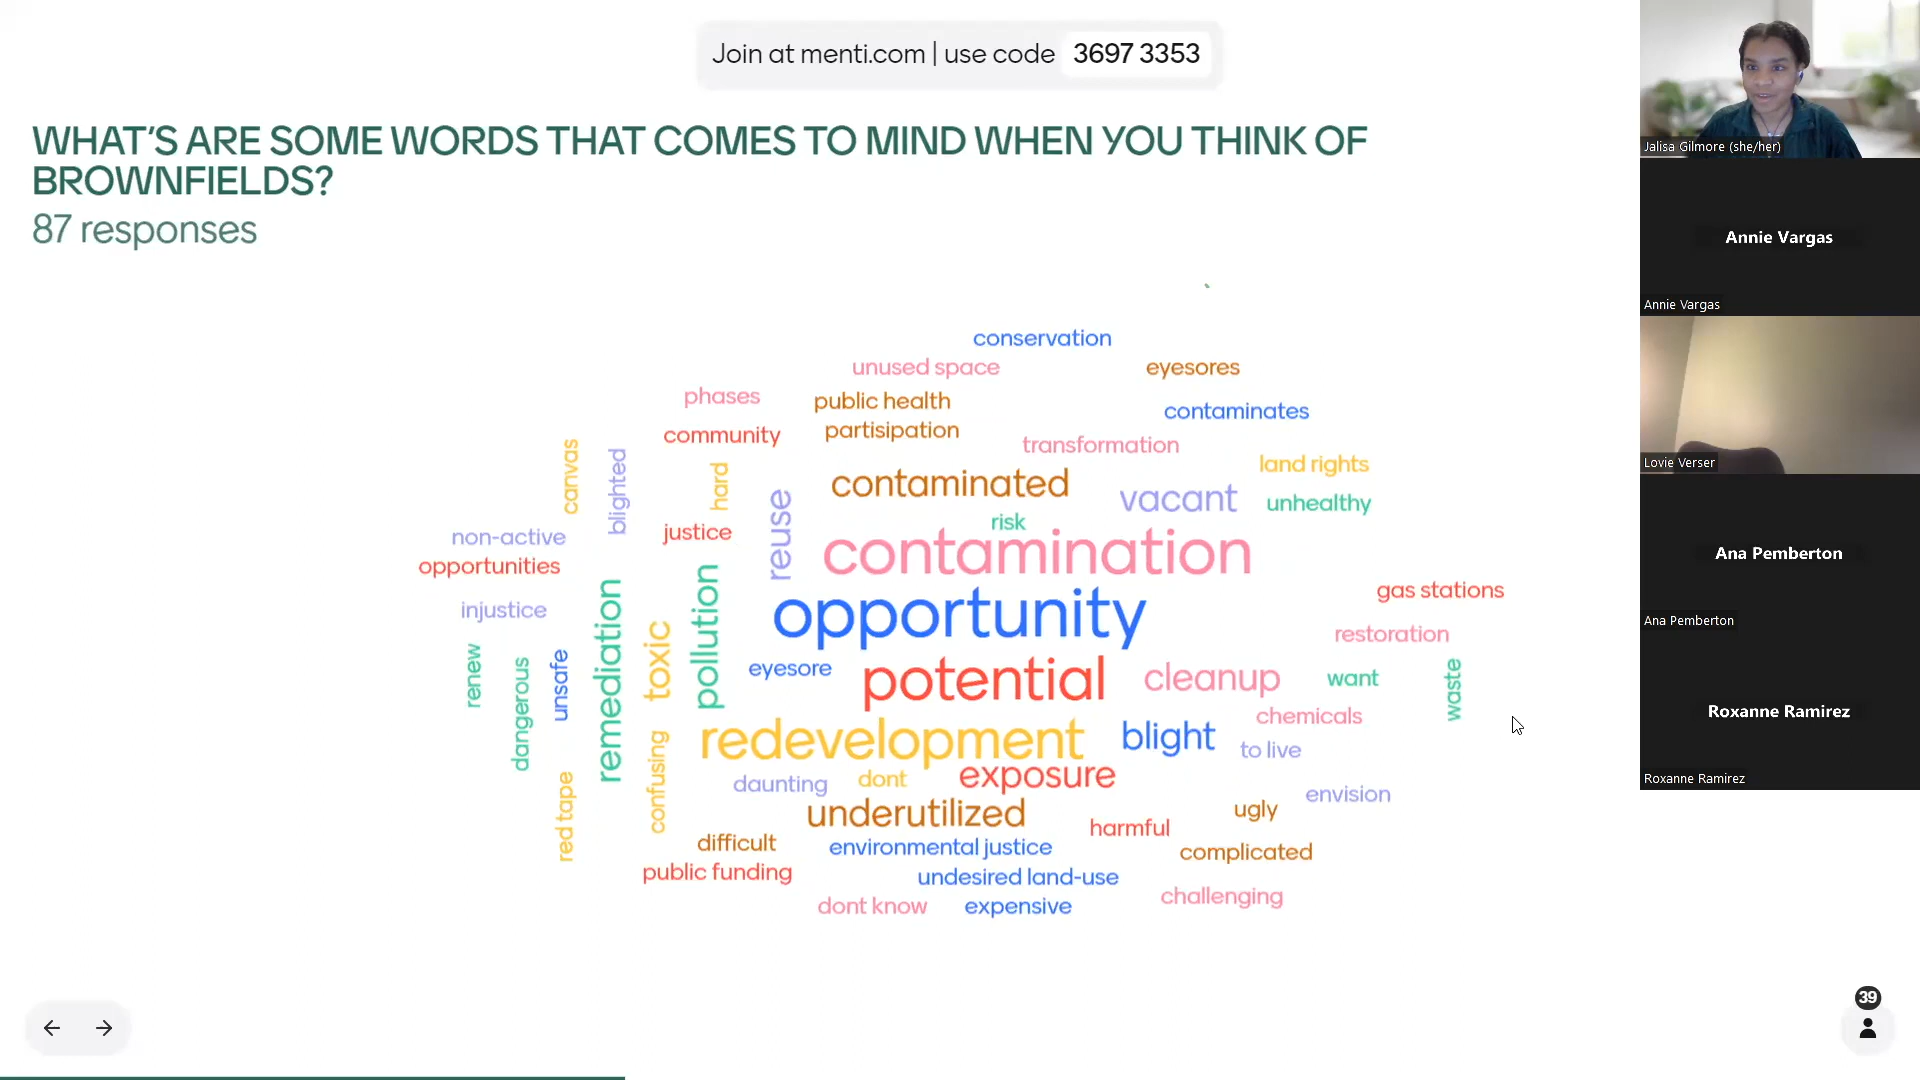 Join at menti.com | use code 3697 3353
WHAT'S ARE SOME WORDS THAT COMES TO MIND WHEN YOU THINK OF
BROWNFIELDS?
87 responses
conservation
unused space
eyesores
phases
public health
contaminates
community
partisipation
transformation
canvas
blighted
hard
contaminated
vacant
land rights
unhealthy
reuse
risk
justice
non-active
contamination
opportunities
gas stations
injustice
remediation
toxic
pollution
opportunity
restoration
renew
dangerous
unsafe
eyesore
potential
cleanup
want
waste
chemicals
redevelopment
blight
to live
confusing
daunting
dont
exposure
envision
red tape
underutilized
ugly
harmful
difficult
environmental justice
complicated
public funding
undesired land-use
challenging
dont know
expensive
39
Jalisa Gilmore (she/her)
Annie Vargas
Annie Vargas
Lovie Verser
Ana Pemberton
Ana Pemberton
Roxanne Ramirez
Roxanne Ramirez